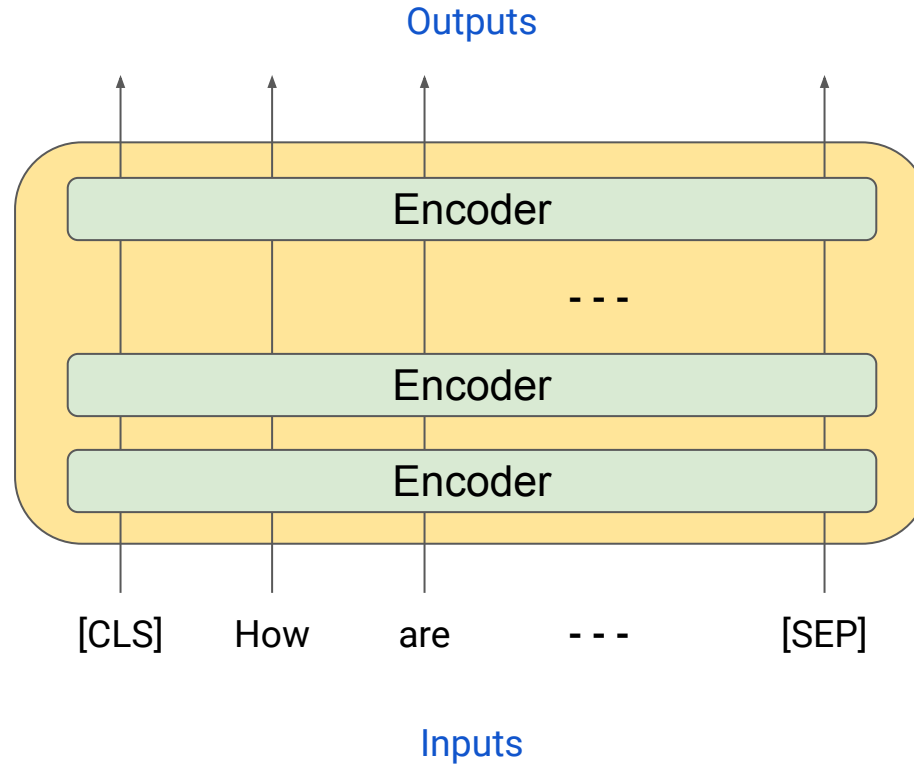 Outputs
Encoder
- - -
Encoder
Encoder
[CLS] How are - - - [SEP]
Inputs